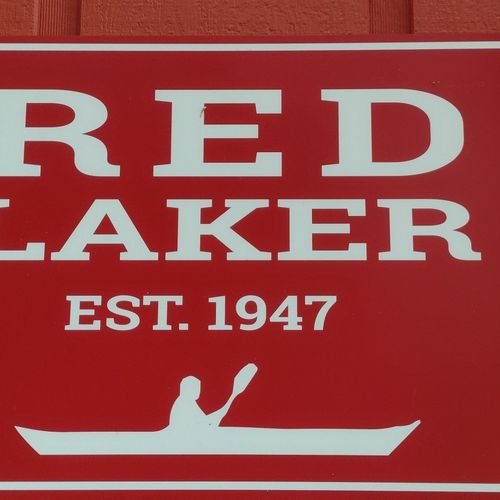 RED
LAKER
EST. 1947